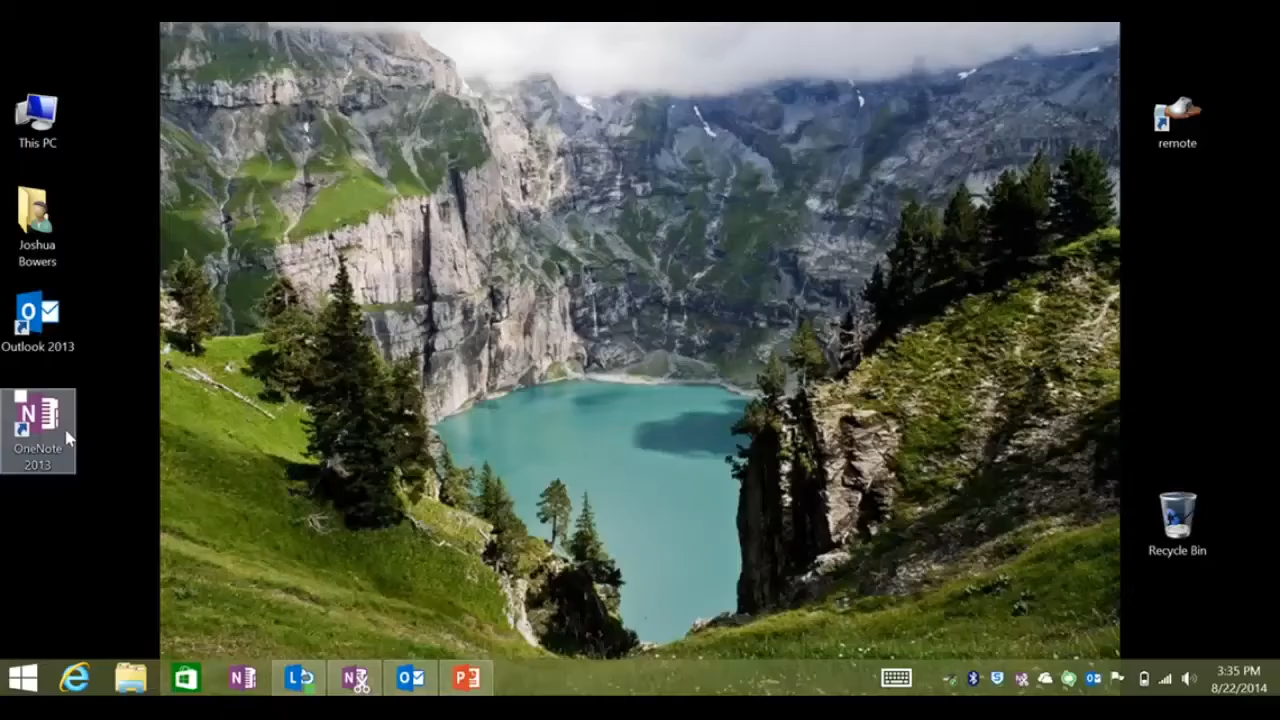 This PC
Joshua
Bowers
Outlook 2013
OneNote
2013
remote
Recycle Bin
3:35 PM
8/22/2014